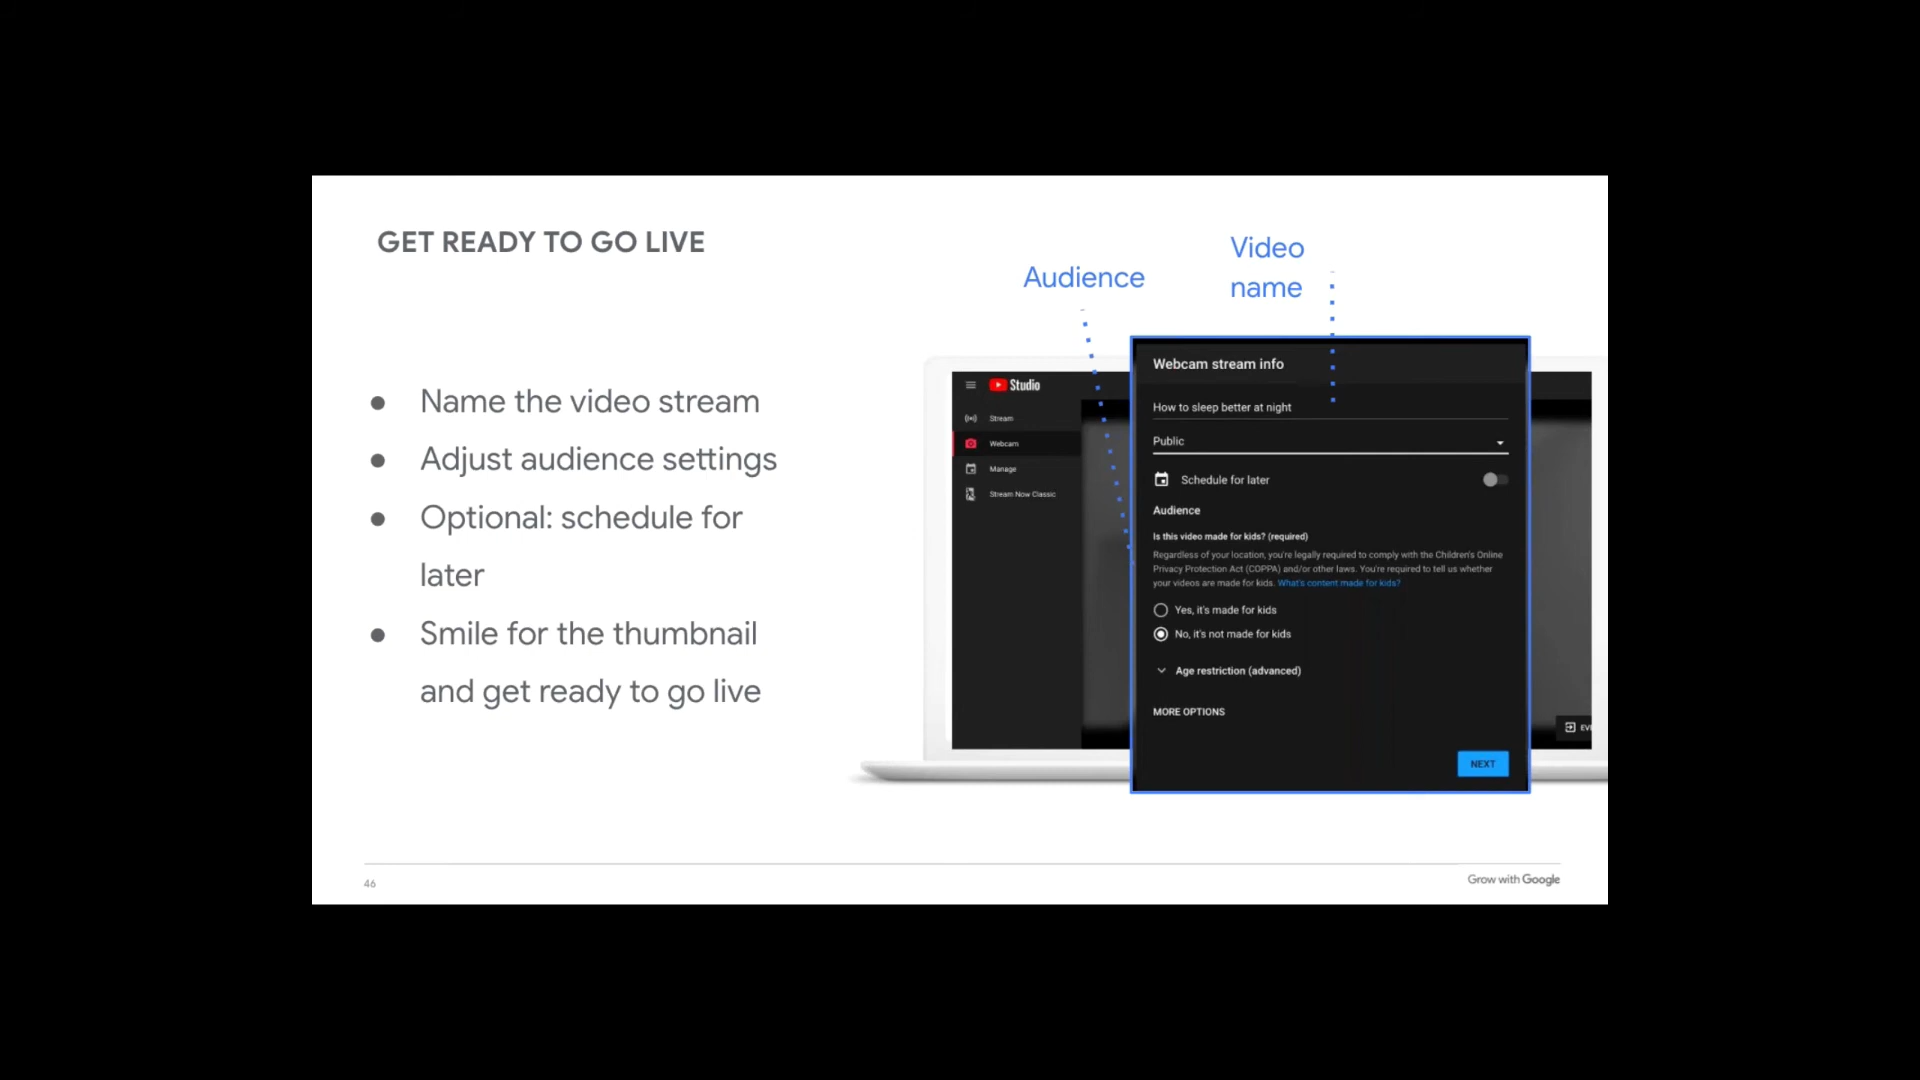 GET READY TO GO LIVE
Audience
Video
name
● Name the video stream
● Adjust audience settings
● Optional: schedule for
later
● Smile for the thumbnail
and get ready to go live
Studio
Stream
Webcam
Manage
Stream Now Classic
Webcam stream info
How to sleep better at night
Public
Schedule for later
Audience
Is this video made for kids? (required)
Regardless of your location, you're legally required to comply with the Children's Online
Privacy Protection Act (COPPA) and/or other laws. You're required to tell us whether
your videos are made for kids. What's content made for kids?
Yes, it's made for kids
No, it's not made for kids
Age restriction (advanced)
MORE OPTIONS
NEXT
46
Grow with Google